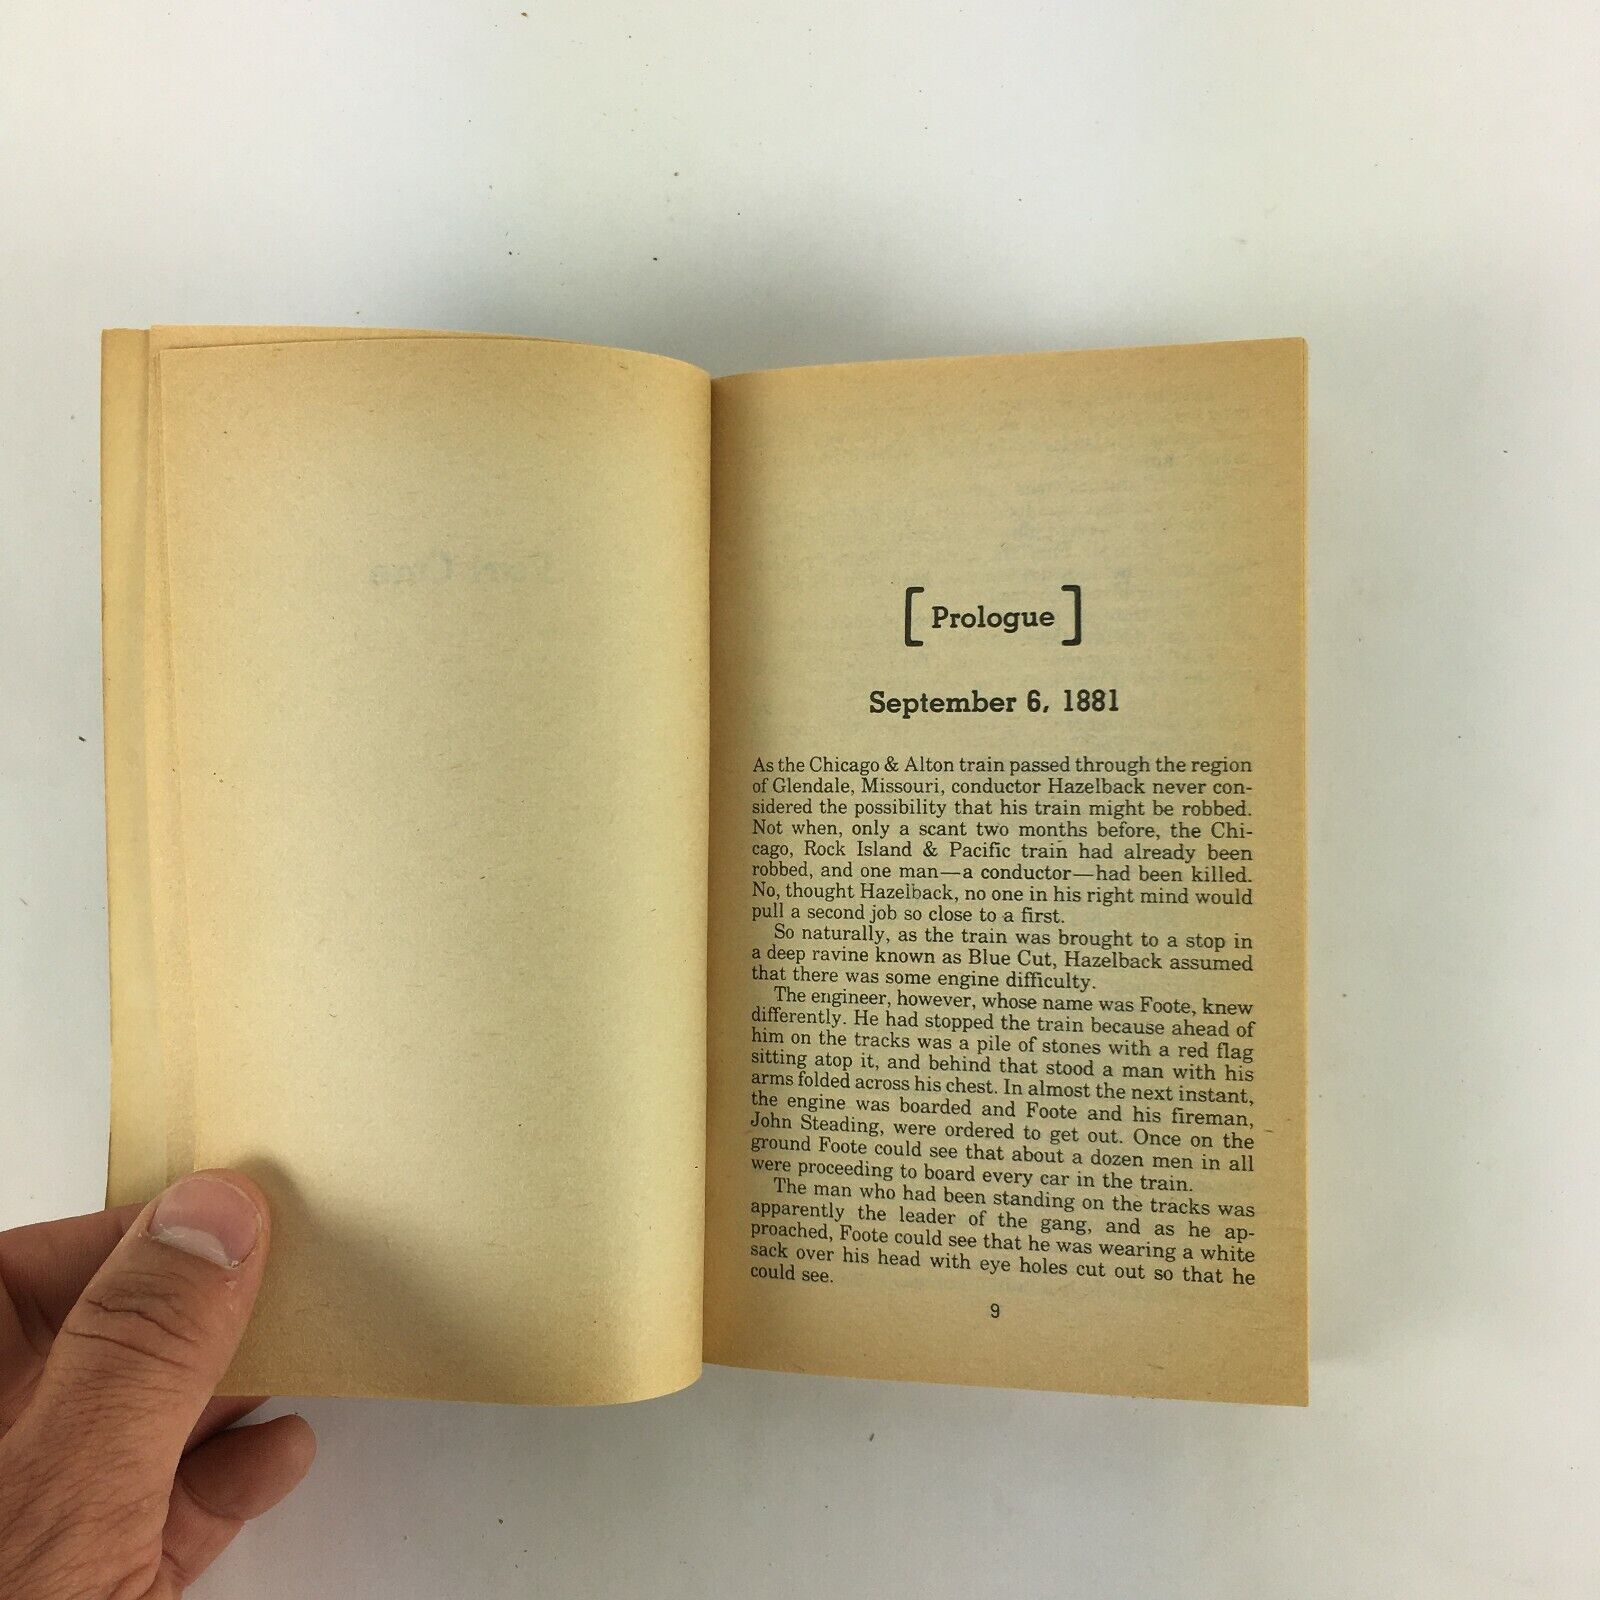 [Prologue]
September 6, 1881
As the Chicago & Alton train passed through the region
of Glendale, Missouri, conductor Hazelback never con-
sidered the possibility that his train might be robbed.
Not when, only a scant two months before, the Chi-
cago, Rock Island & Pacific train had already been
robbed, and one man—a conductor—had been killed.
No, thought Hazelback, no one in his right mind would
pull a second job so close to a first.
So naturally, as the train was brought to a stop in
a deep ravine known as Blue Cut, Hazelback assumed
that there was some engine difficulty.
The engineer, however, whose name was Foote, knew
differently. He had stopped the train because ahead of
him on the tracks was a pile of stones with a red flag
sitting atop it, and behind that stood a man with his
arms folded across his chest. In almost the next instant,
the engine was boarded and Foote and his fireman,
John Steading, were ordered to get out. Once on the
ground Foote could see that about a dozen men in all
were proceeding to board every car in the train.
The man who had been standing on the tracks was
apparently the leader of the gang, and as he ap-
proached, Foote could see that he was wearing a white
sack over his head with eye holes cut out so that he
could see.
9